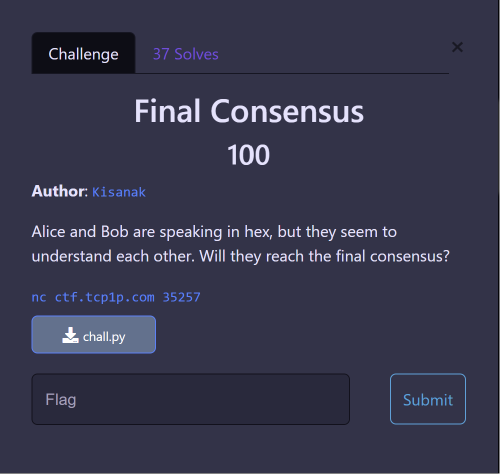 Challenge 37 Solves ×
Final Consensus
100
Author: Kisanak
Alice and Bob are speaking in hex, but they seem to
understand each other. Will they reach the final consensus?
nc ctf.tcp1p.com 35257
chall.py
Flag Submit